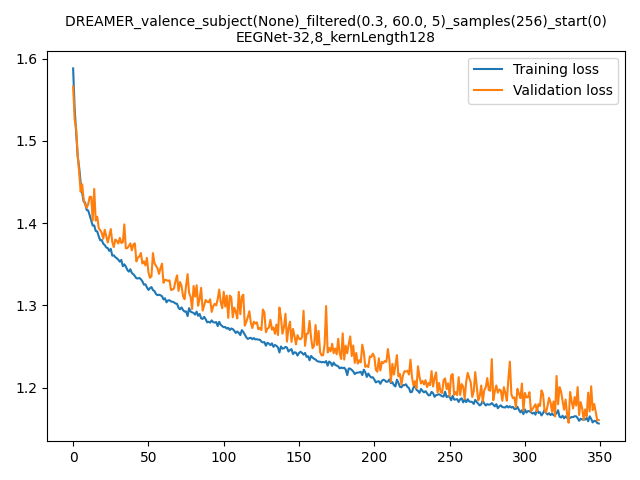 DREAMER_valence_subject(None)_filtered(0.3, 60.0, 5)_samples(256)_start(0)
EEGNet-32,8_kernLength128
Training loss
Validation loss
1.6
1.5
1.4
1.3
1.2
0 50 100 150 200 250 300 350